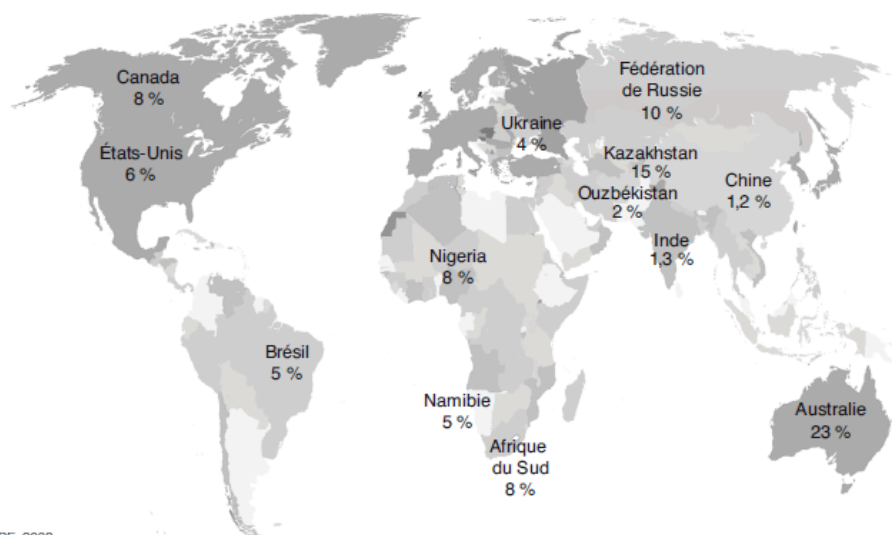 Canada
8 %
États-Unis
6 %
Brésil
5 %
Ukraine
4 %
Nigeria
8 %
Namibie
5 %
Afrique
du Sud
8 %
Fédération
de Russie
10 %
Kazakhstan
15 %
Ouzbékistan
2 %
Chine
1,2 %
Inde
1,3 %
Australie
23 %